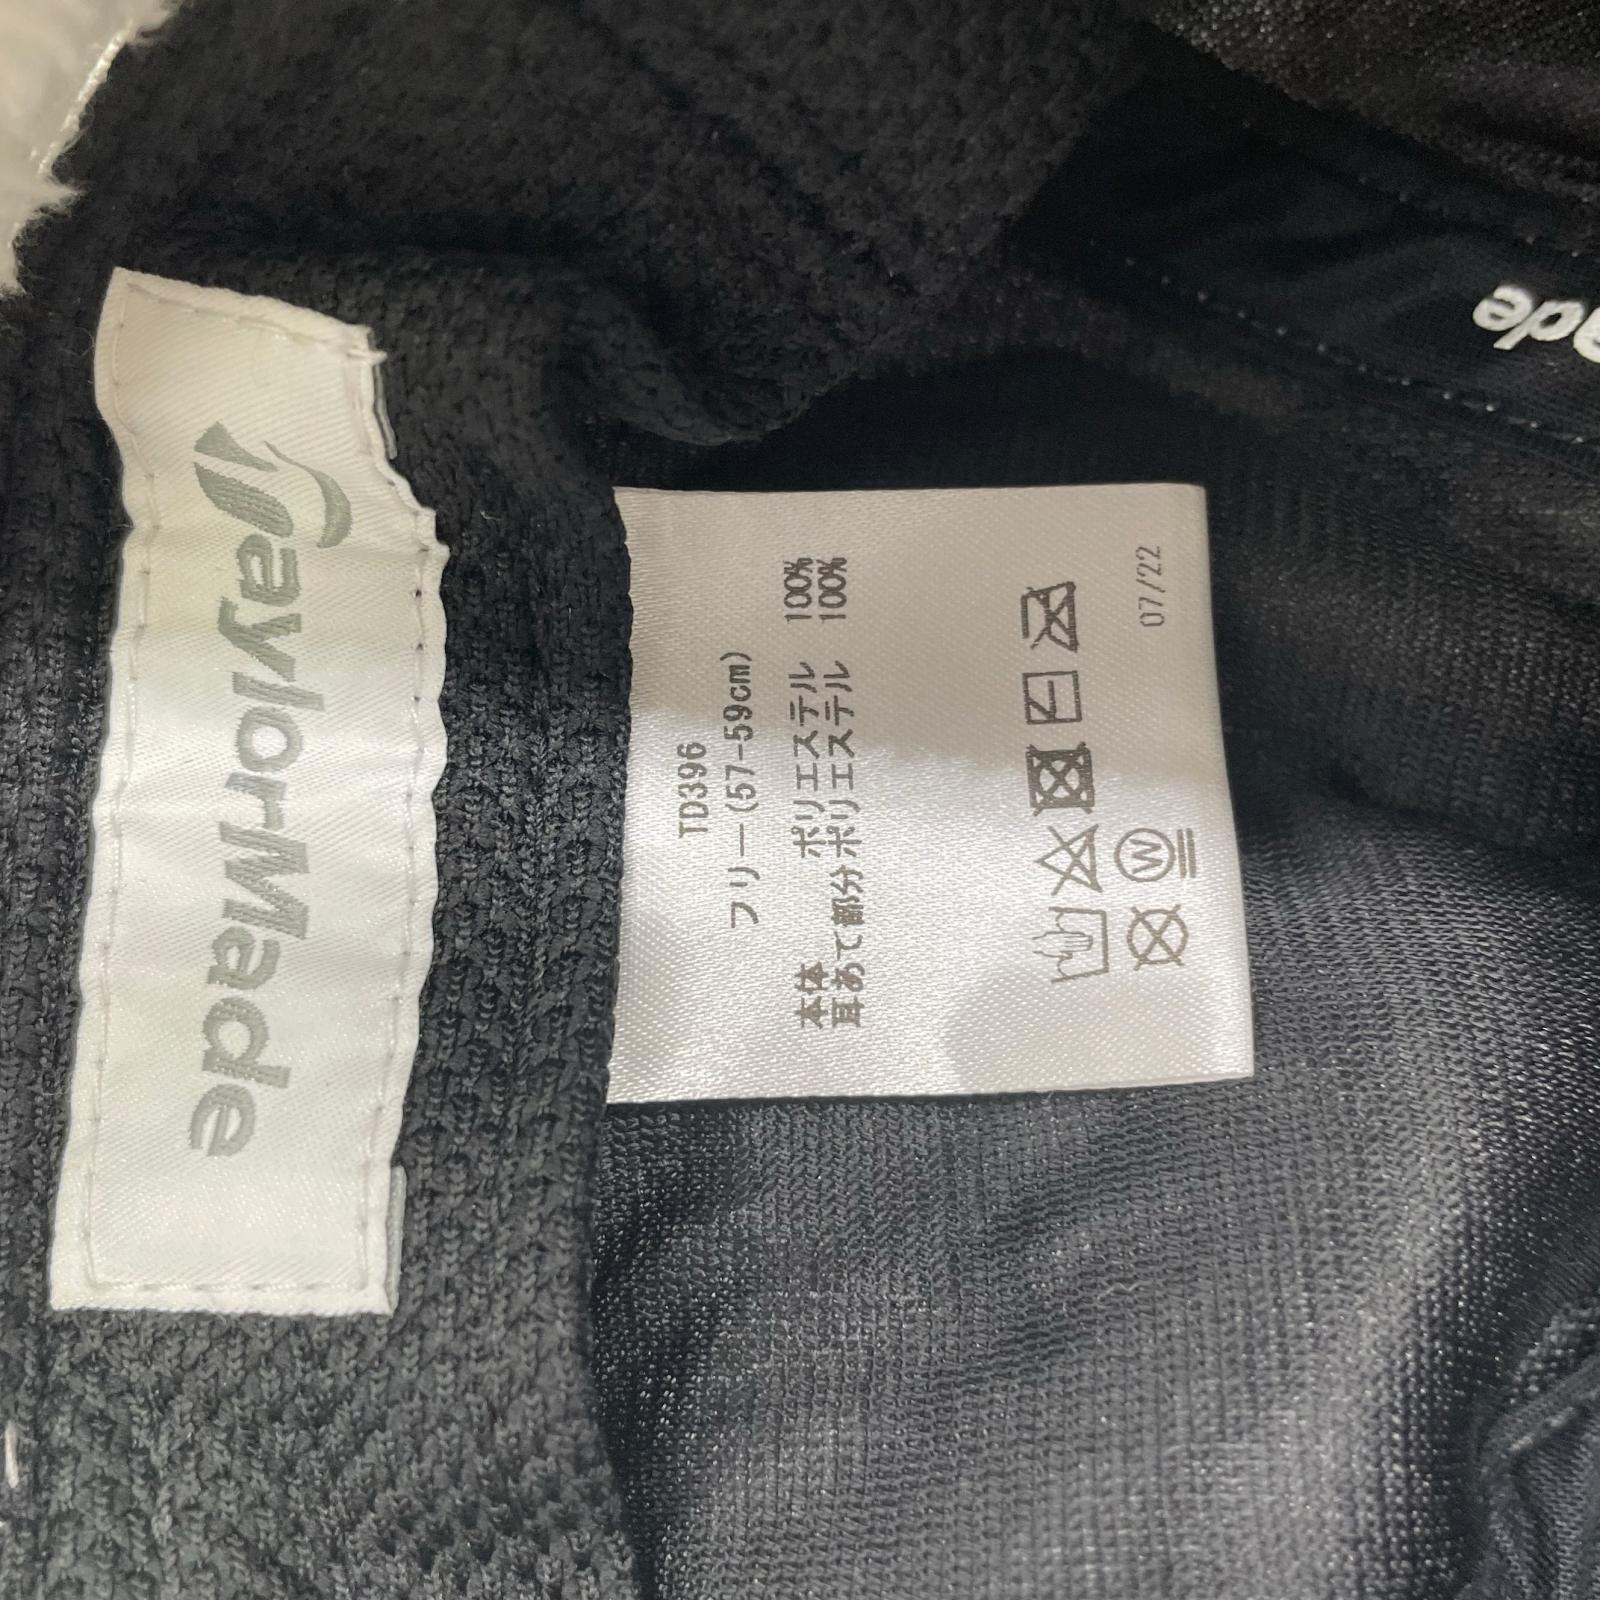 TaylorMade
TD396
フリー(57-59cm)
本体 ポリエステル 100%
耳あて部分 ポリエステル 100%
W
07/22
ade